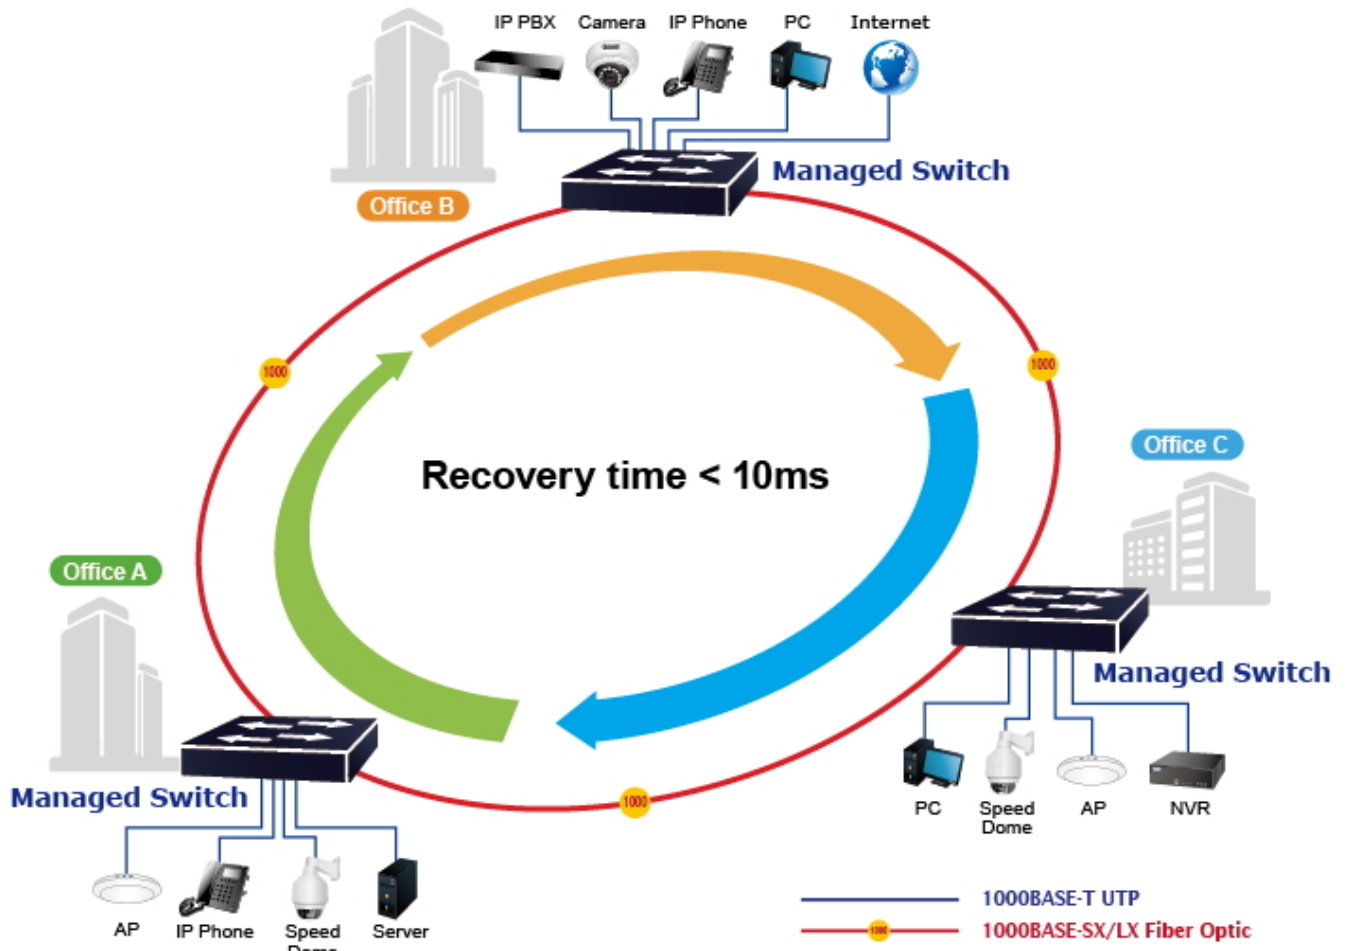 IP PBX
Camera
IP Phone
PC
Internet
Managed Switch
Office B
1000
1000
Office C
Recovery time < 10ms
Office A
Managed Switch
Managed Switch
1000
PC
Speed
Dome
AP
NVR
AP
IP Phone
Speed
Dome
Server
1000BASE-T UTP
1000
1000BASE-SX/LX Fiber Optic